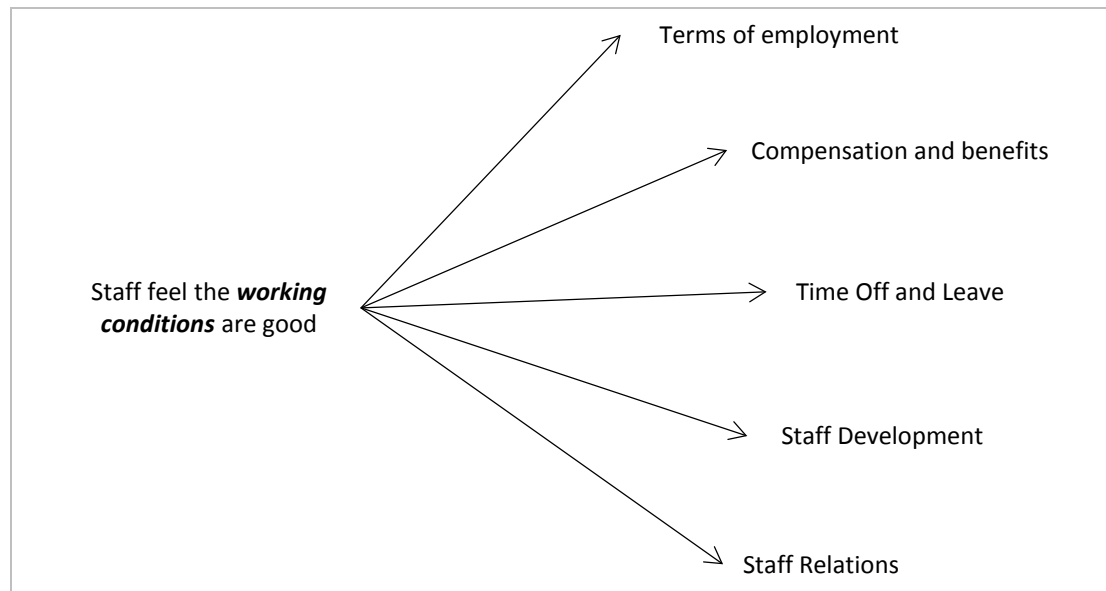 Terms of employment
Compensation and benefits
Staff feel the working
conditions are good
Time Off and Leave
Staff Development
Staff Relations